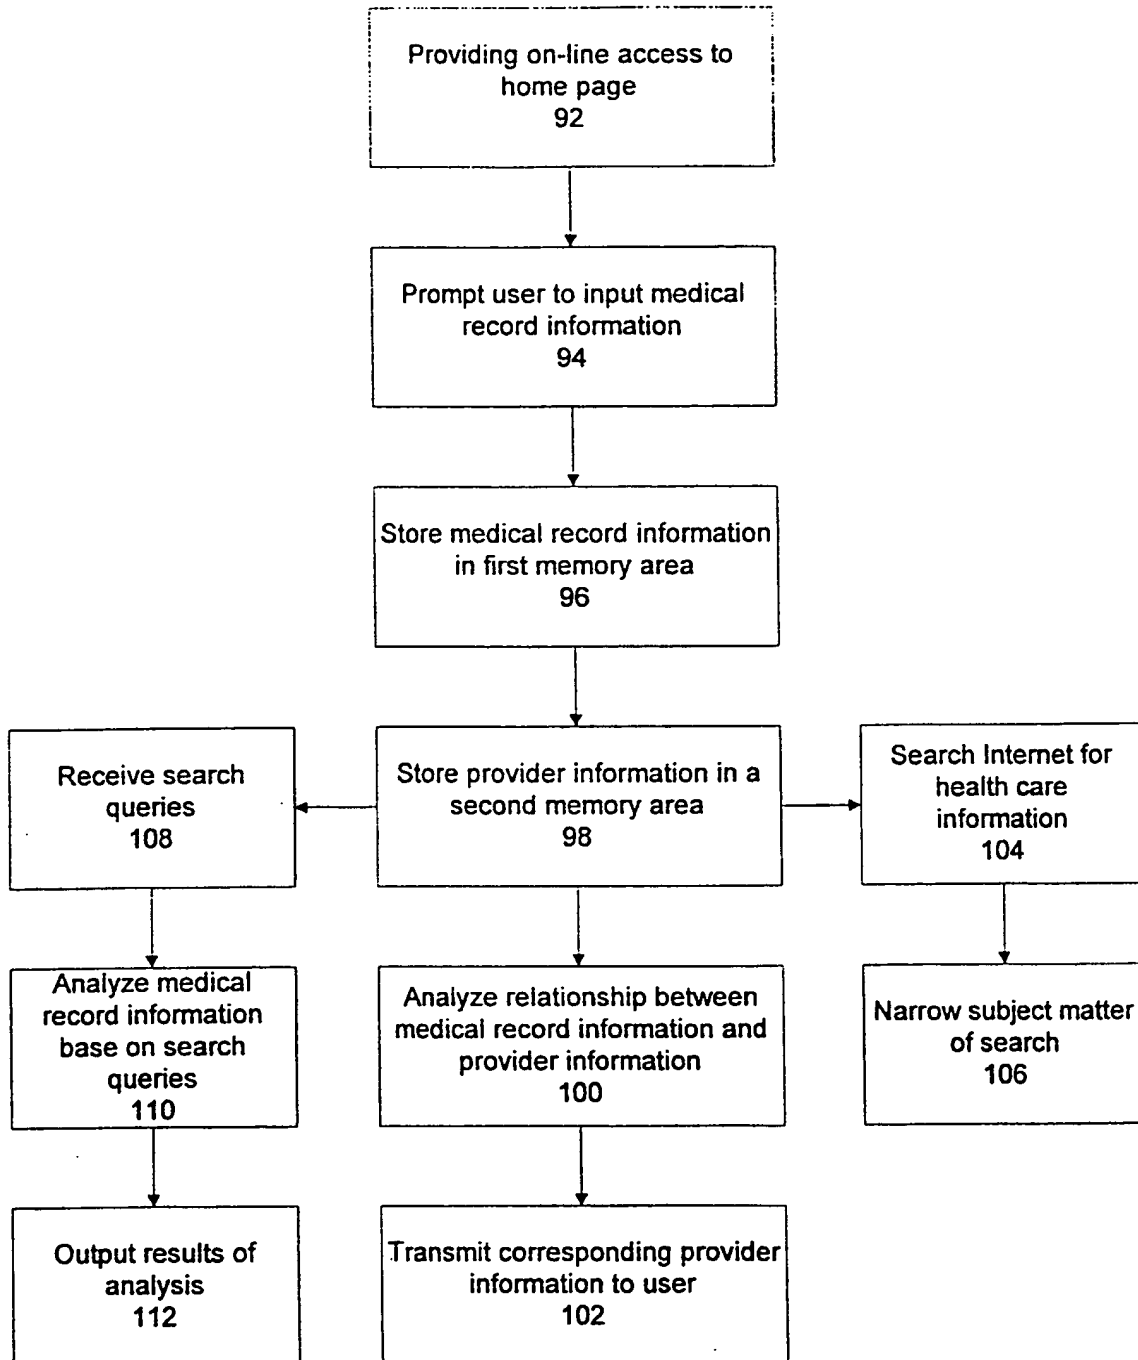 Providing on-line access to
home page
92
Prompt user to input medical
record information
94
Store medical record information
in first memory area
96
Receive search
queries
108
Store provider information in a
second memory area
98
Search Internet for
health care
information
104
Analyze medical
record information
base on search
queries
110
Analyze relationship between
medical record information and
provider information
100
Narrow subject matter
of search
106
Output results of
analysis
112
Transmit corresponding provider
information to user
102